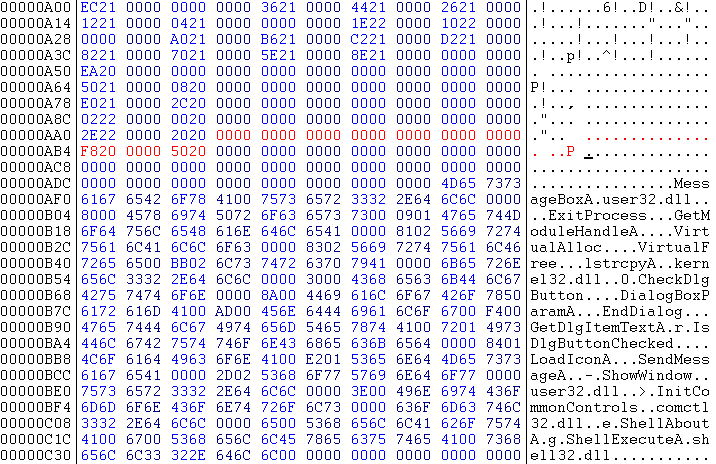 00000A00 EC21 0000 0000 0000 3621 0000 4421 0000 2621 0000 .!......6!..D!..&!..
00000A14 1221 0000 0421 0000 0000 0000 1E22 0000 1022 0000 .!...!......."..."..
00000A28 0000 0000 A021 0000 B621 0000 C221 0000 D221 0000 .....!...!...!...!..
00000A3C 8221 0000 7021 0000 5E21 0000 8E21 0000 0000 0000 .!..p!..^!...!......
00000A50 EA20 0000 0000 0000 0000 0000 0000 0000 0000 0000 . ..................
00000A64 5021 0000 0820 0000 0000 0000 0000 0000 0000 0000 P!... ..............
00000A78 E021 0000 2C20 0000 0000 0000 0000 0000 0000 0000 .!.., ..............
00000A8C 0222 0000 0020 0000 0000 0000 0000 0000 0000 0000 ."... ..............
00000AA0 2E22 0000 2020 0000 0000 0000 0000 0000 0000 0000 ."..  ..............
00000AB4 F820 0000 5020 0000 0000 0000 0000 0000 0000 0000 . ..P ..............
00000AC8 0000 0000 0000 0000 0000 0000 0000 0000 0000 0000 ....................
00000ADC 0000 0000 0000 0000 0000 0000 0000 0000 4D65 7373 ................Mess
00000AF0 6167 6542 6F78 4100 7573 6572 3332 2E64 6C6C 0000 ageBoxA.user32.dll..
00000B04 8000 4578 6974 5072 6F63 6573 7300 0901 4765 744D ..ExitProcess...GetM
00000B18 6F64 756C 6548 616E 646C 6541 0000 8102 5669 7274 oduleHandleA....Virt
00000B2C 7561 6C41 6C6C 6F63 0000 8302 5669 7274 7561 6C46 ualAlloc....VirtualF
00000B40 7265 6500 BB02 6C73 7472 6370 7941 0000 6B65 726E ree...lstrcpyA..kern
00000B54 656C 3332 2E64 6C6C 0000 3000 4368 6563 6B44 6C67 el32.dll..0.CheckDlg
00000B68 4275 7474 6F6E 0000 8A00 4469 616C 6F67 426F 7850 Button....DialogBoxP
00000B7C 6172 616D 4100 AD00 456E 6444 6961 6C6F 6700 F400 aramA...EndDialog...
00000B90 4765 7444 6C67 4974 656D 5465 7874 4100 7201 4973 GetDlgItemTextA.r.Is
00000BA4 446C 6742 7574 746F 6E43 6865 636B 6564 0000 8401 DlgButtonChecked....
00000BB8 4C6F 6164 4963 6F6E 4100 E201 5365 6E64 4D65 7373 LoadIconA...SendMess
00000BCC 6167 6541 0000 2D02 5368 6F77 5769 6E64 6F77 0000 ageA..-.ShowWindow..
00000BE0 7573 6572 3332 2E64 6C6C 0000 3E00 496E 6974 436F user32.dll..>.InitCo
00000BF4 6D6D 6F6E 436F 6E74 726F 6C73 0000 636F 6D63 746C mmonControls..comctl
00000C08 3332 2E64 6C6C 0000 6500 5368 656C 6C41 626F 7574 32.dll..e.ShellAbout
00000C1C 4100 6700 5368 656C 6C45 7865 6375 7465 4100 7368 A.g.ShellExecuteA.sh
00000C30 656C 6C33 322E 646C 6C00 0000 0000 0000 0000 0000 ell32.dll...........